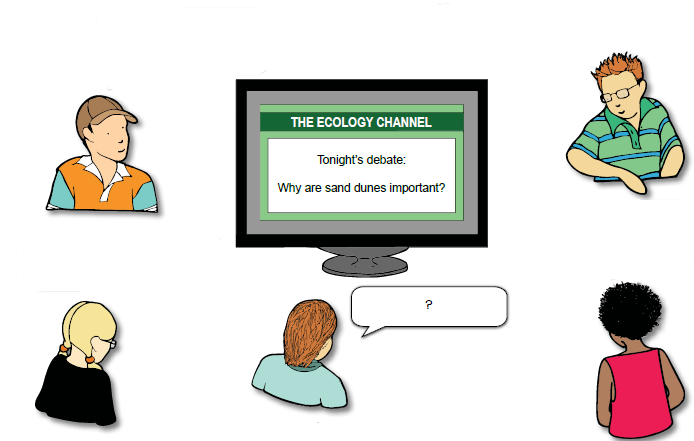 THE ECOLOGY CHANNEL
Tonight's debate:
Why are sand dunes important?
?